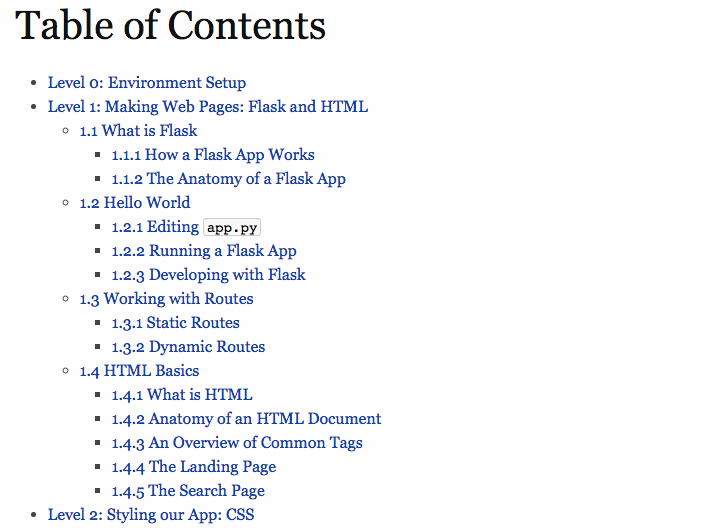 Table of Contents
Level 0: Environment Setup
Level 1: Making Web Pages: Flask and HTML
1.1 What is Flask
1.1.1 How a Flask App Works
1.1.2 The Anatomy of a Flask App
1.2 Hello World
1.2.1 Editing app.py
1.2.2 Running a Flask App
1.2.3 Developing with Flask
1.3 Working with Routes
1.3.1 Static Routes
1.3.2 Dynamic Routes
1.4 HTML Basics
1.4.1 What is HTML
1.4.2 Anatomy of an HTML Document
1.4.3 An Overview of Common Tags
1.4.4 The Landing Page
1.4.5 The Search Page
Level 2: Styling our App: CSS